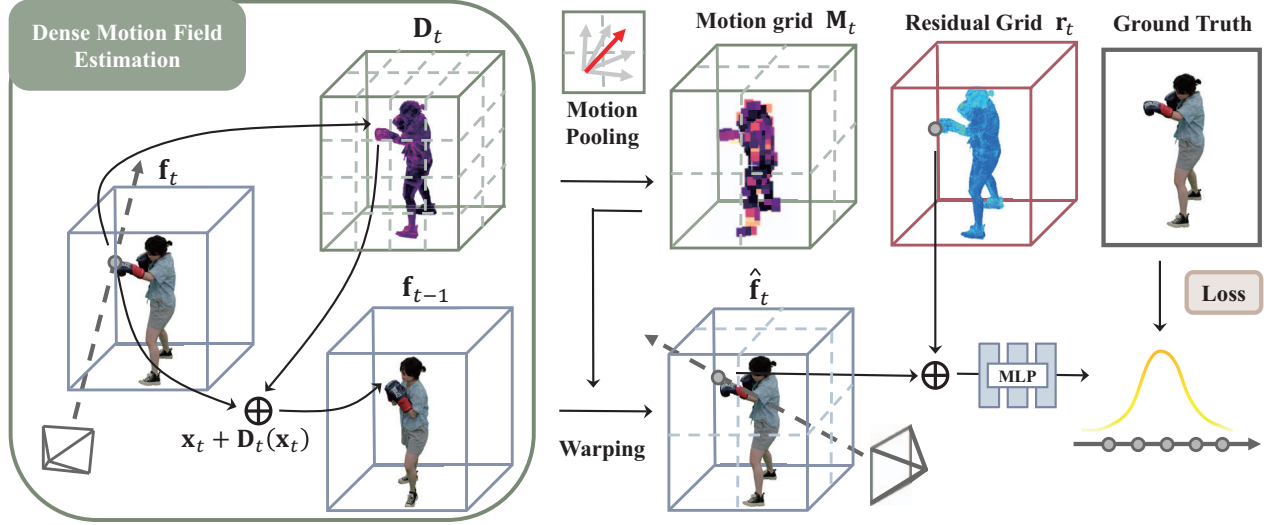 Dense Motion Field
Estimation
D_t
f_t
f_{t−1}
x_t + D_t(x_t)
Motion
Pooling
Warping
Motion grid M_t
Residual Grid r_t
Ground Truth
f̂_t
Loss
MLP